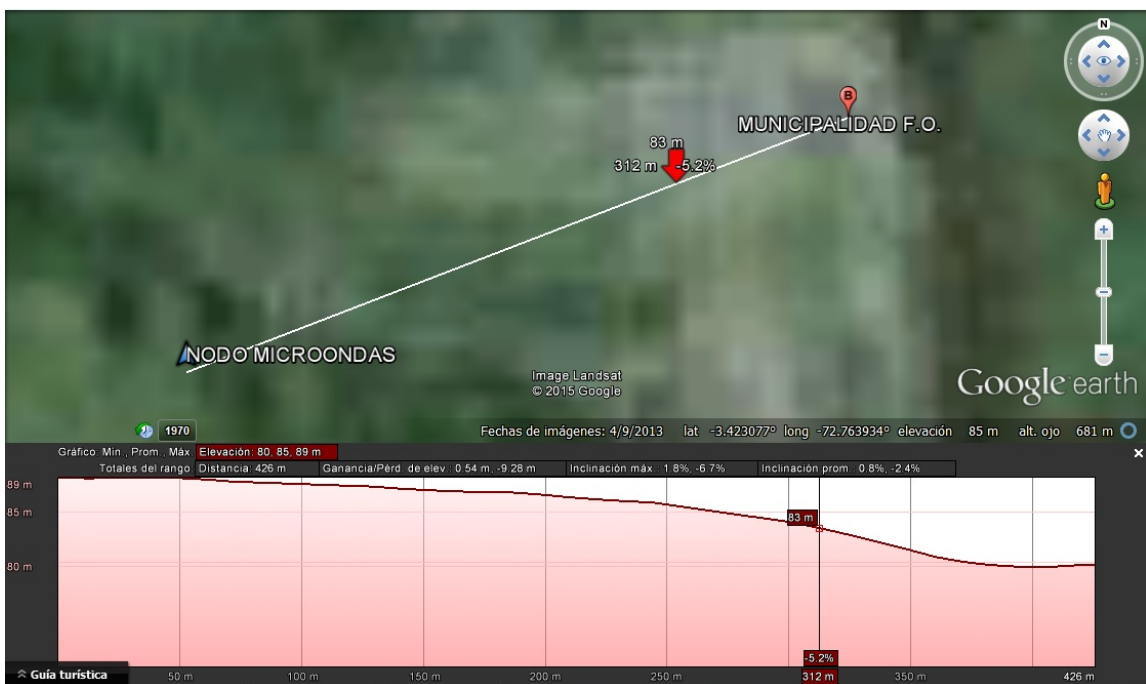 N
B
MUNICIPALIDAD F.O.
83 m
312 m -5.2%
NODO MICROONDAS
Image Landsat
© 2015 Google
Google earth
1970
Fechas de imágenes: 4/9/2013 lat -3.423077° long -72.763934° elevación 85 m alt. ojo 681 m
Gráfico: Mín., Prom., Máx. Elevación: 80, 85, 89 m
Totales del rango: Distancia: 426 m Ganancia/Pérd. de elev.: 0.54 m, -9.28 m Inclinación máx.: 1.8%, -6.7% Inclinación prom.: 0.8%, -2.4%
89 m
85 m
83 m
80 m
-5.2%
Guía turística
50 m 100 m 150 m 200 m 250 m 312 m 350 m 426 m